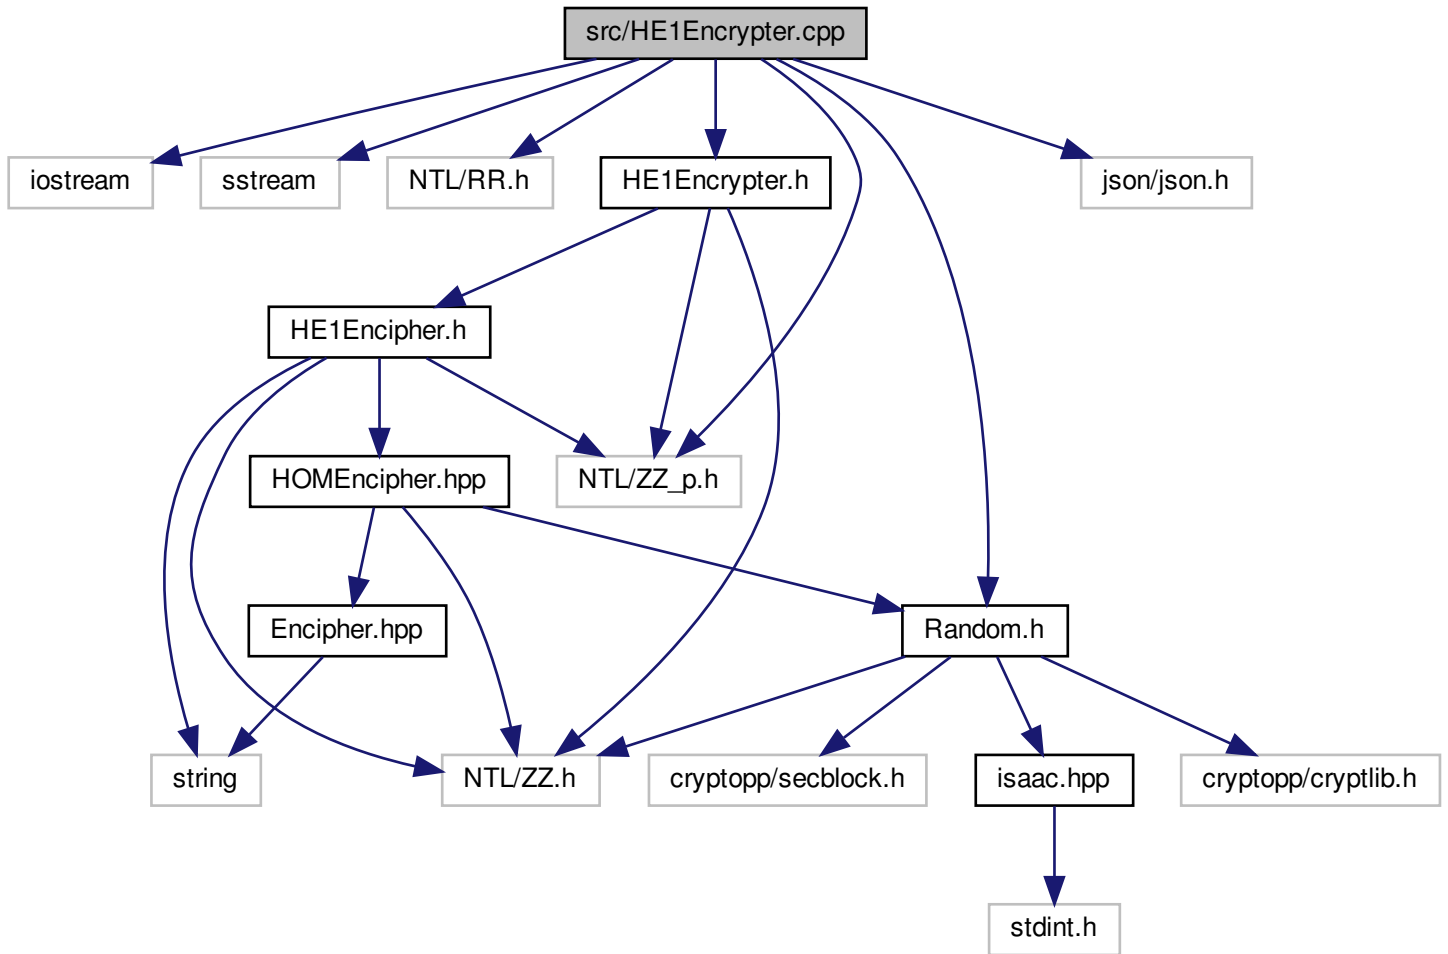 src/HE1Encrypter.cpp
iostream
sstream
NTL/RR.h
HE1Encrypter.h
json/json.h
HE1Encipher.h
HOMEncipher.hpp
NTL/ZZ_p.h
Encipher.hpp
Random.h
string
NTL/ZZ.h
cryptopp/secblock.h
isaac.hpp
cryptopp/cryptlib.h
stdint.h